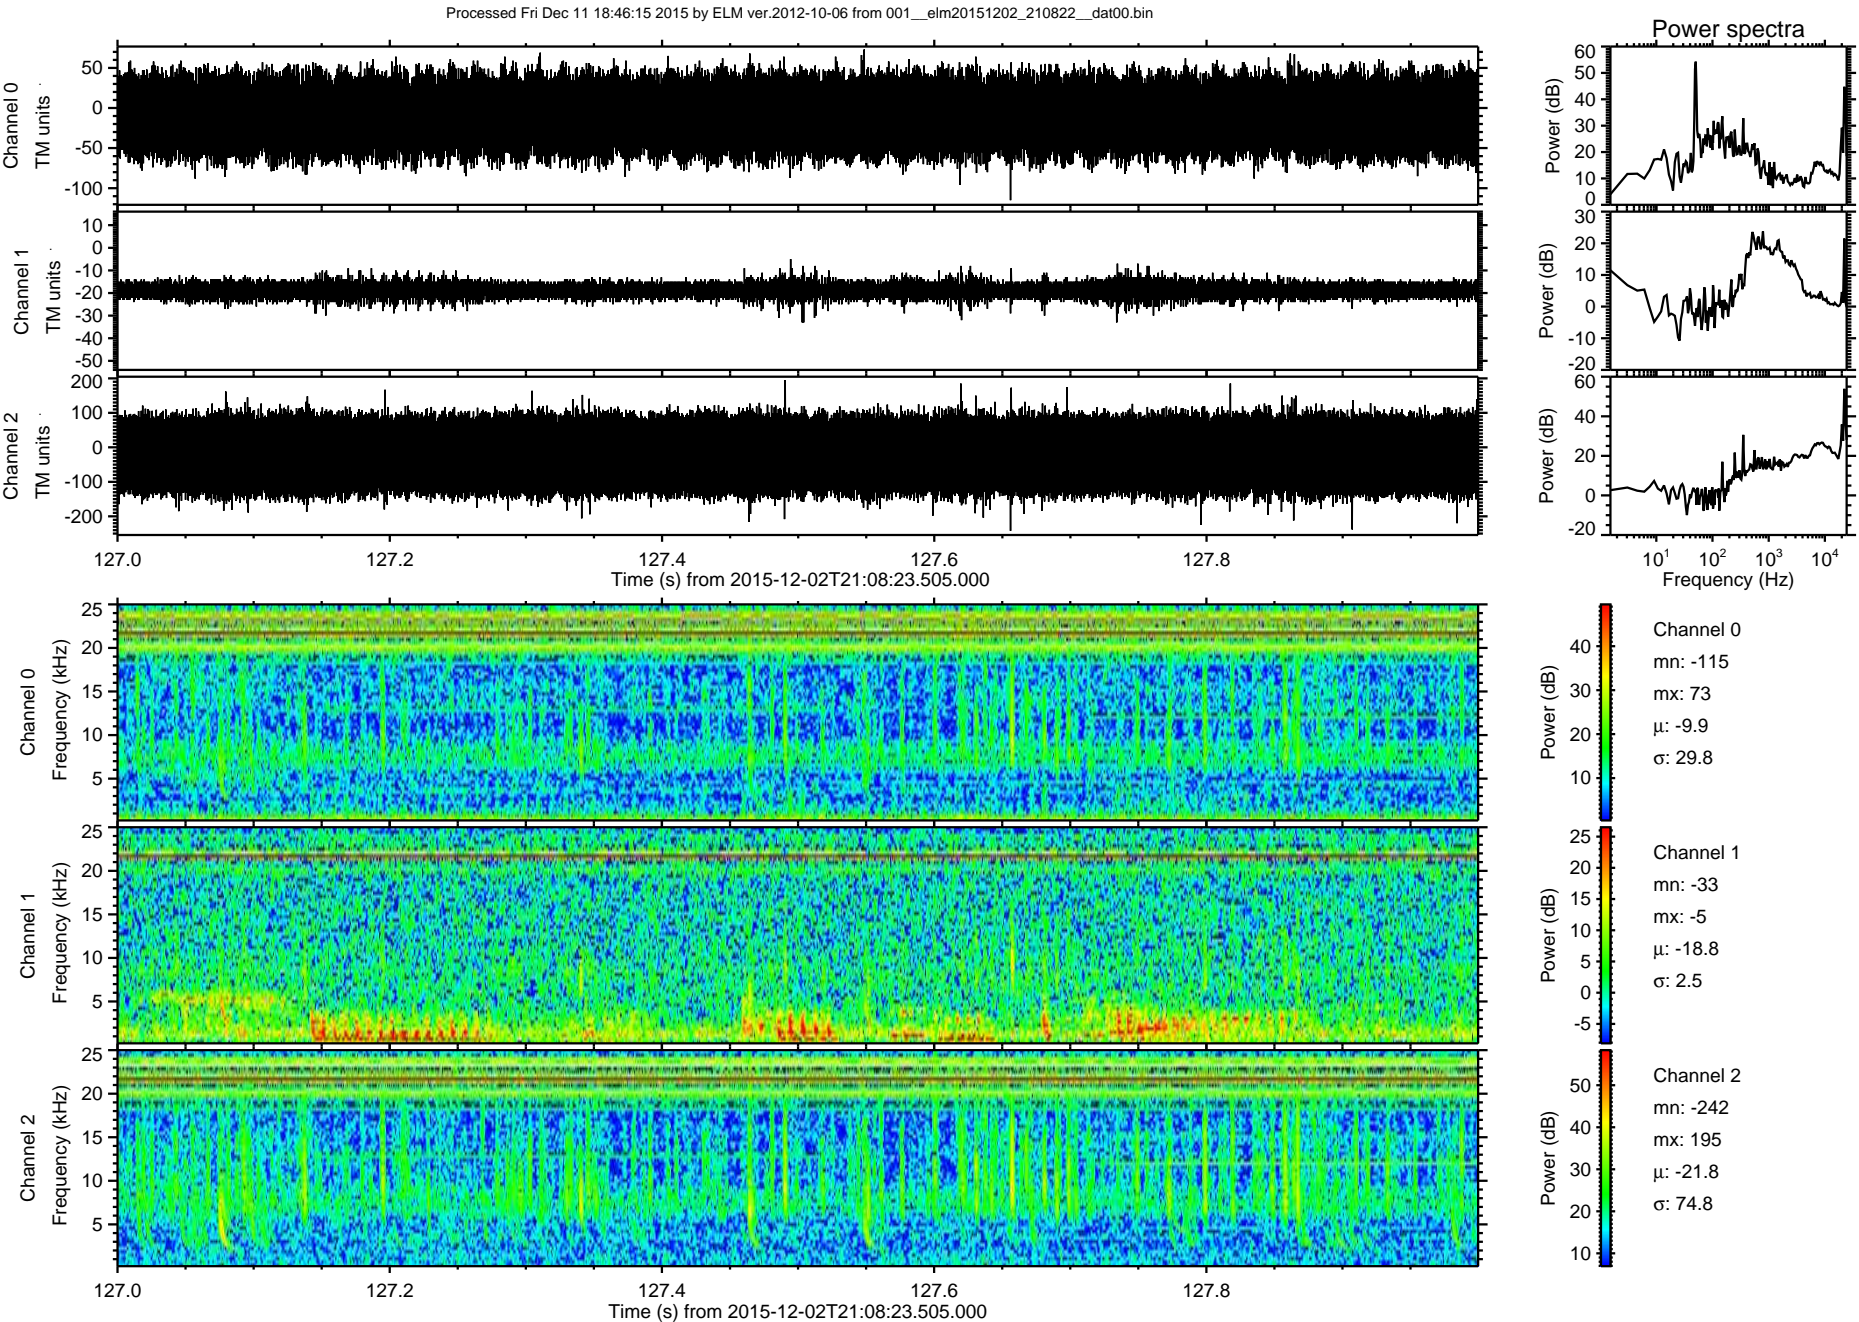 Processed Fri Dec 11 18:46:15 2015 by ELM ver.2012-10-06 from 001__elm20151202_210822__dat00.bin
Power spectra
Channel 0
TM units
50
0
-50
-100
Power (dB)
60
50
40
30
20
10
0
Channel 1
TM units
10
0
-10
-20
-30
-40
-50
Power (dB)
30
20
10
0
-10
-20
Channel 2
TM units
200
100
0
-100
-200
Power (dB)
60
40
20
0
-20
127.0 127.2 127.4 127.6 127.8
Time (s) from 2015-12-02T21:08:23.505.000
10^1 10^2 10^3 10^4
Frequency (Hz)
Channel 0
Frequency (kHz)
25
20
15
10
5
Power (dB)
40
30
20
10
Channel 0
mn: -115
mx: 73
μ: -9.9
σ: 29.8
Channel 1
Frequency (kHz)
25
20
15
10
5
Power (dB)
25
20
15
10
5
0
-5
Channel 1
mn: -33
mx: -5
μ: -18.8
σ: 2.5
Channel 2
Frequency (kHz)
25
20
15
10
5
Power (dB)
50
40
30
20
10
Channel 2
mn: -242
mx: 195
μ: -21.8
σ: 74.8
127.0 127.2 127.4 127.6 127.8
Time (s) from 2015-12-02T21:08:23.505.000